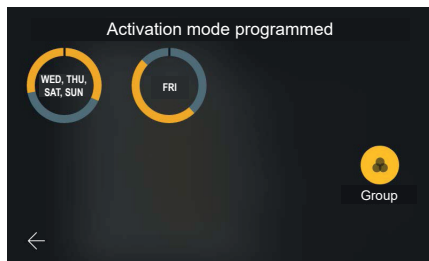 Activation mode programmed
WED, THU,
SAT, SUN
FRI
Group